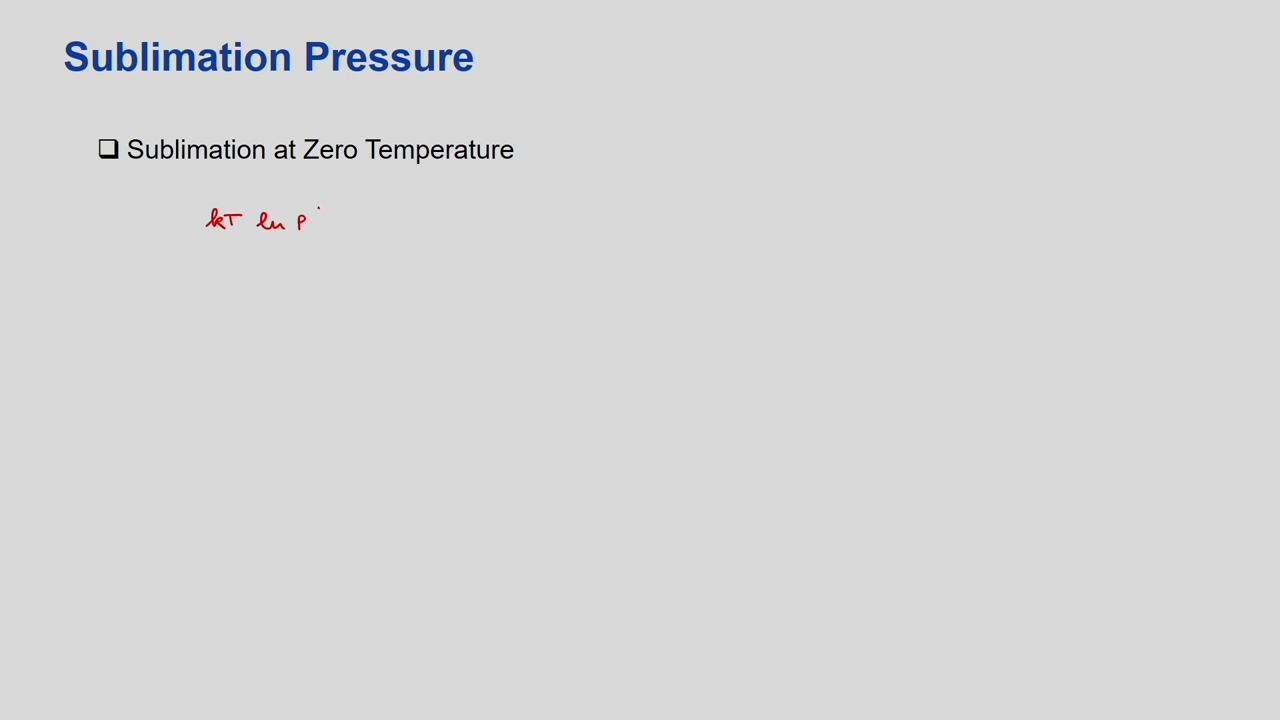 Sublimation Pressure
❑ Sublimation at Zero Temperature
kT ln p